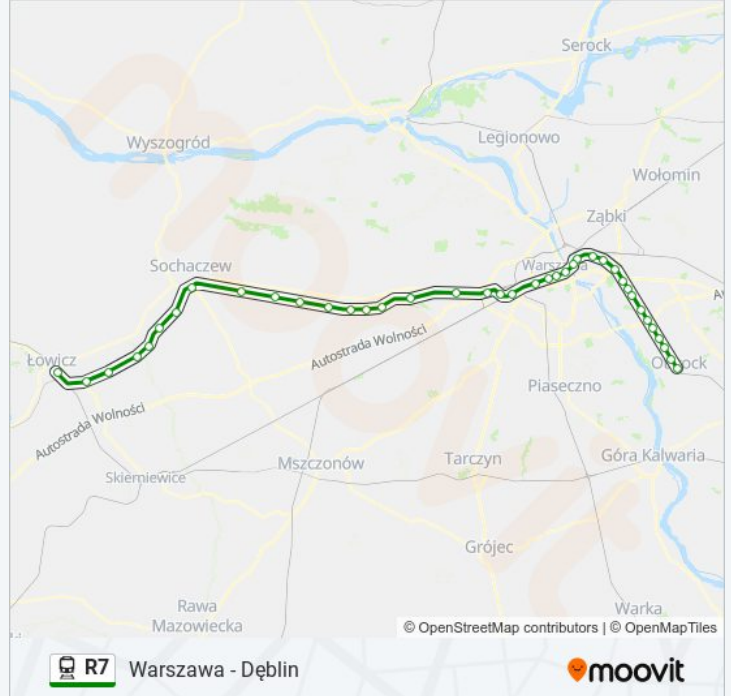 Serock
Wyszogród
Legionowo
Wołomin
Ząbki
Sochaczew
Warszawa
Autostrada Wolności
Łowicz
Otwock
Piaseczno
Autostrada Wolności
Skierniewice
Mszczonów
Tarczyn
Góra Kalwaria
Grójec
Rawa
Mazowiecka
Warka
© OpenStreetMap contributors | © OpenMapTiles
R7 Warszawa - Dęblin
moovit
moovit